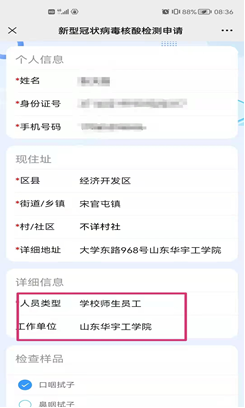 88% 08:36
新型冠状病毒核酸检测申请
个人信息
*姓名
*身份证号
*手机号码
现住址
*区县 经济开发区
*街道/乡镇 宋官屯镇
*村/社区 不详村社
*详细地址 大学东路968号山东华宇工学院
详细信息
*人员类型 学校师生员工
工作单位 山东华宇工学院
检查样品
口咽拭子
鼻咽拭子